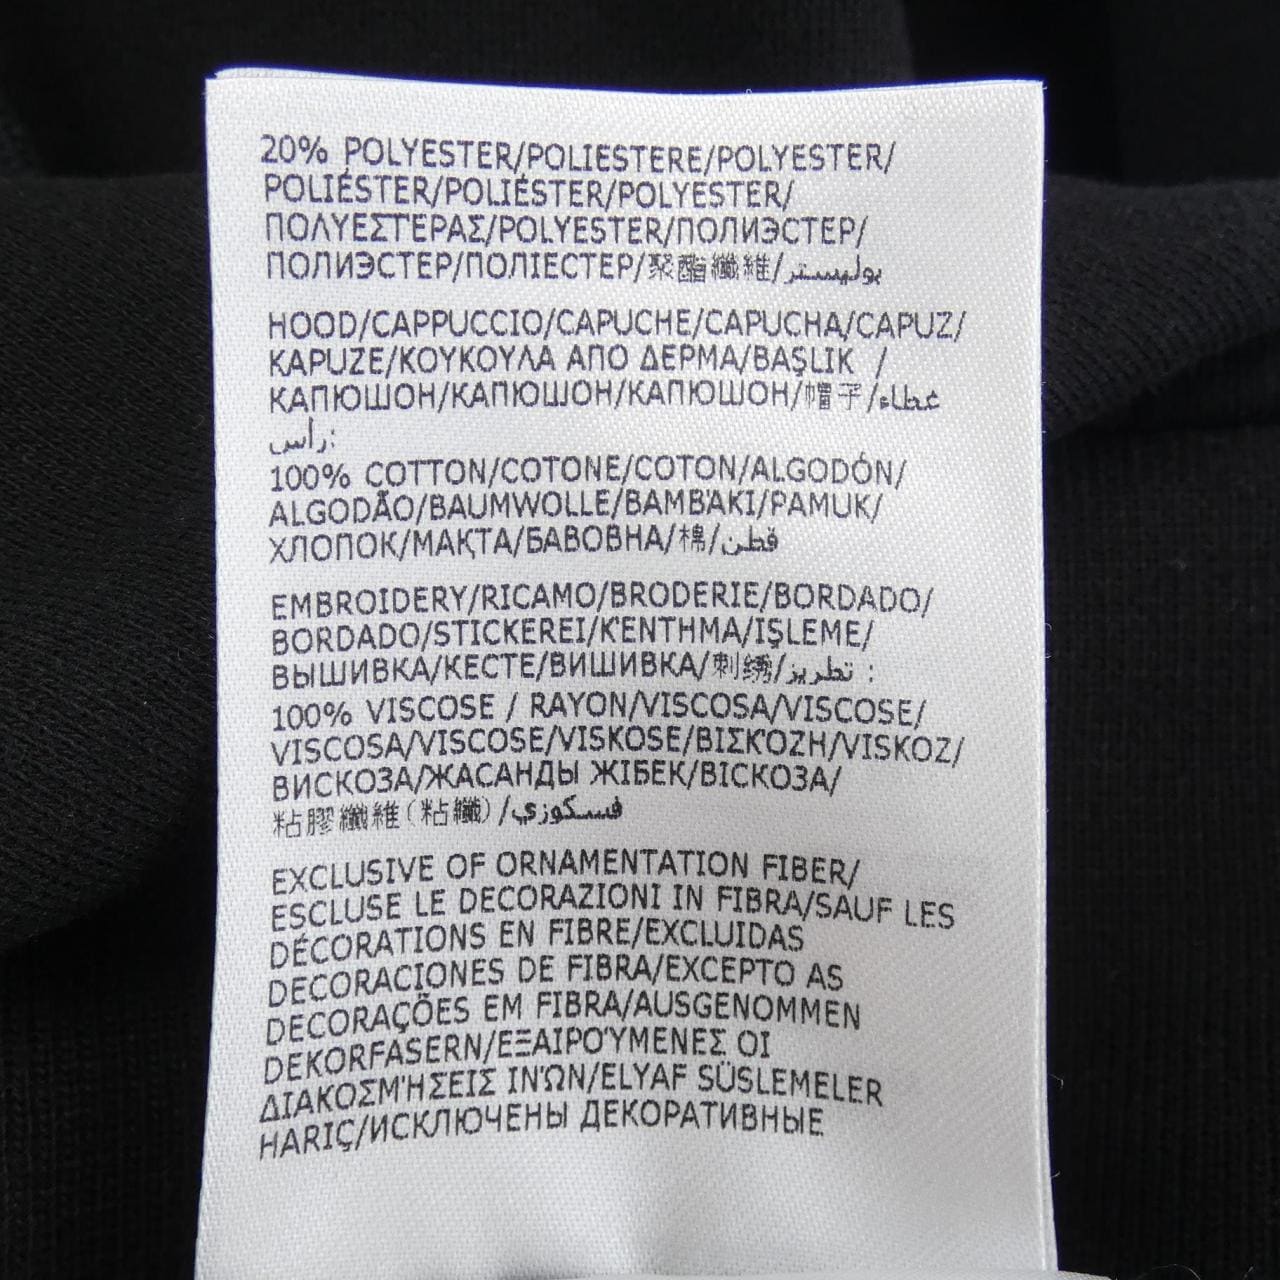 20% POLYESTER/POLIESTERE/POLYESTER/
POLIÉSTER/POLIÉSTER/POLYESTER/
ΠΟΛΥΕΣΤΕΡΑΣ/POLYESTER/ПОЛИЭСТЕР/
ПОЛИЭСТЕР/ПОЛІЕСТЕР/聚酯纖維/بوليستر
HOOD/CAPPUCCIO/CAPUCHE/CAPUCHA/CAPUZ/
KAPUZE/ΚΟΥΚΟΥΛΑ ΑΠΟ ΔΕΡΜΑ/BAŞLIK /
КАПЮШОН/КАПЮШОН/КАПЮШОН/帽子/غطاء
رأس:
100% COTTON/COTONE/COTON/ALGODÓN/
ALGODÃO/BAUMWOLLE/ΒΑΜΒΆΚΙ/PAMUK/
ХЛОПОК/МАҚТА/БАВОВНА/棉/قطن
EMBROIDERY/RICAMO/BRODERIE/BORDADO/
BORDADO/STICKEREI/ΚΈΝΤΗΜΑ/IŞLEME/
ВЫШИВКА/КЕСТЕ/ВИШИВКА/刺绣/تطريز :
100% VISCOSE / RAYON/VISCOSA/VISCOSE/
VISCOSA/VISCOSE/VISKOSE/ΒΙΣΚΌΖΗ/VISKOZ/
ВИСКОЗА/ЖАСАНДЫ ЖІБЕК/ВІСКОЗА/
粘膠纖維(粘纖)/فسكوزي
EXCLUSIVE OF ORNAMENTATION FIBER/
ESCLUSE LE DECORAZIONI IN FIBRA/SAUF LES
DÉCORATIONS EN FIBRE/EXCLUIDAS
DECORACIONES DE FIBRA/EXCEPTO AS
DECORAÇÕES EM FIBRA/AUSGENOMMEN
DEKORFASERN/ΕΞΑΙΡΟΎΜΕΝΕΣ ΟΙ
ΔΙΑΚΟΣΜΉΣΕΙΣ ΙΝΏΝ/ELYAF SÜSLEMELER
HARIÇ/ИСКЛЮЧЕНЫ ДЕКОРАТИВНЫЕ